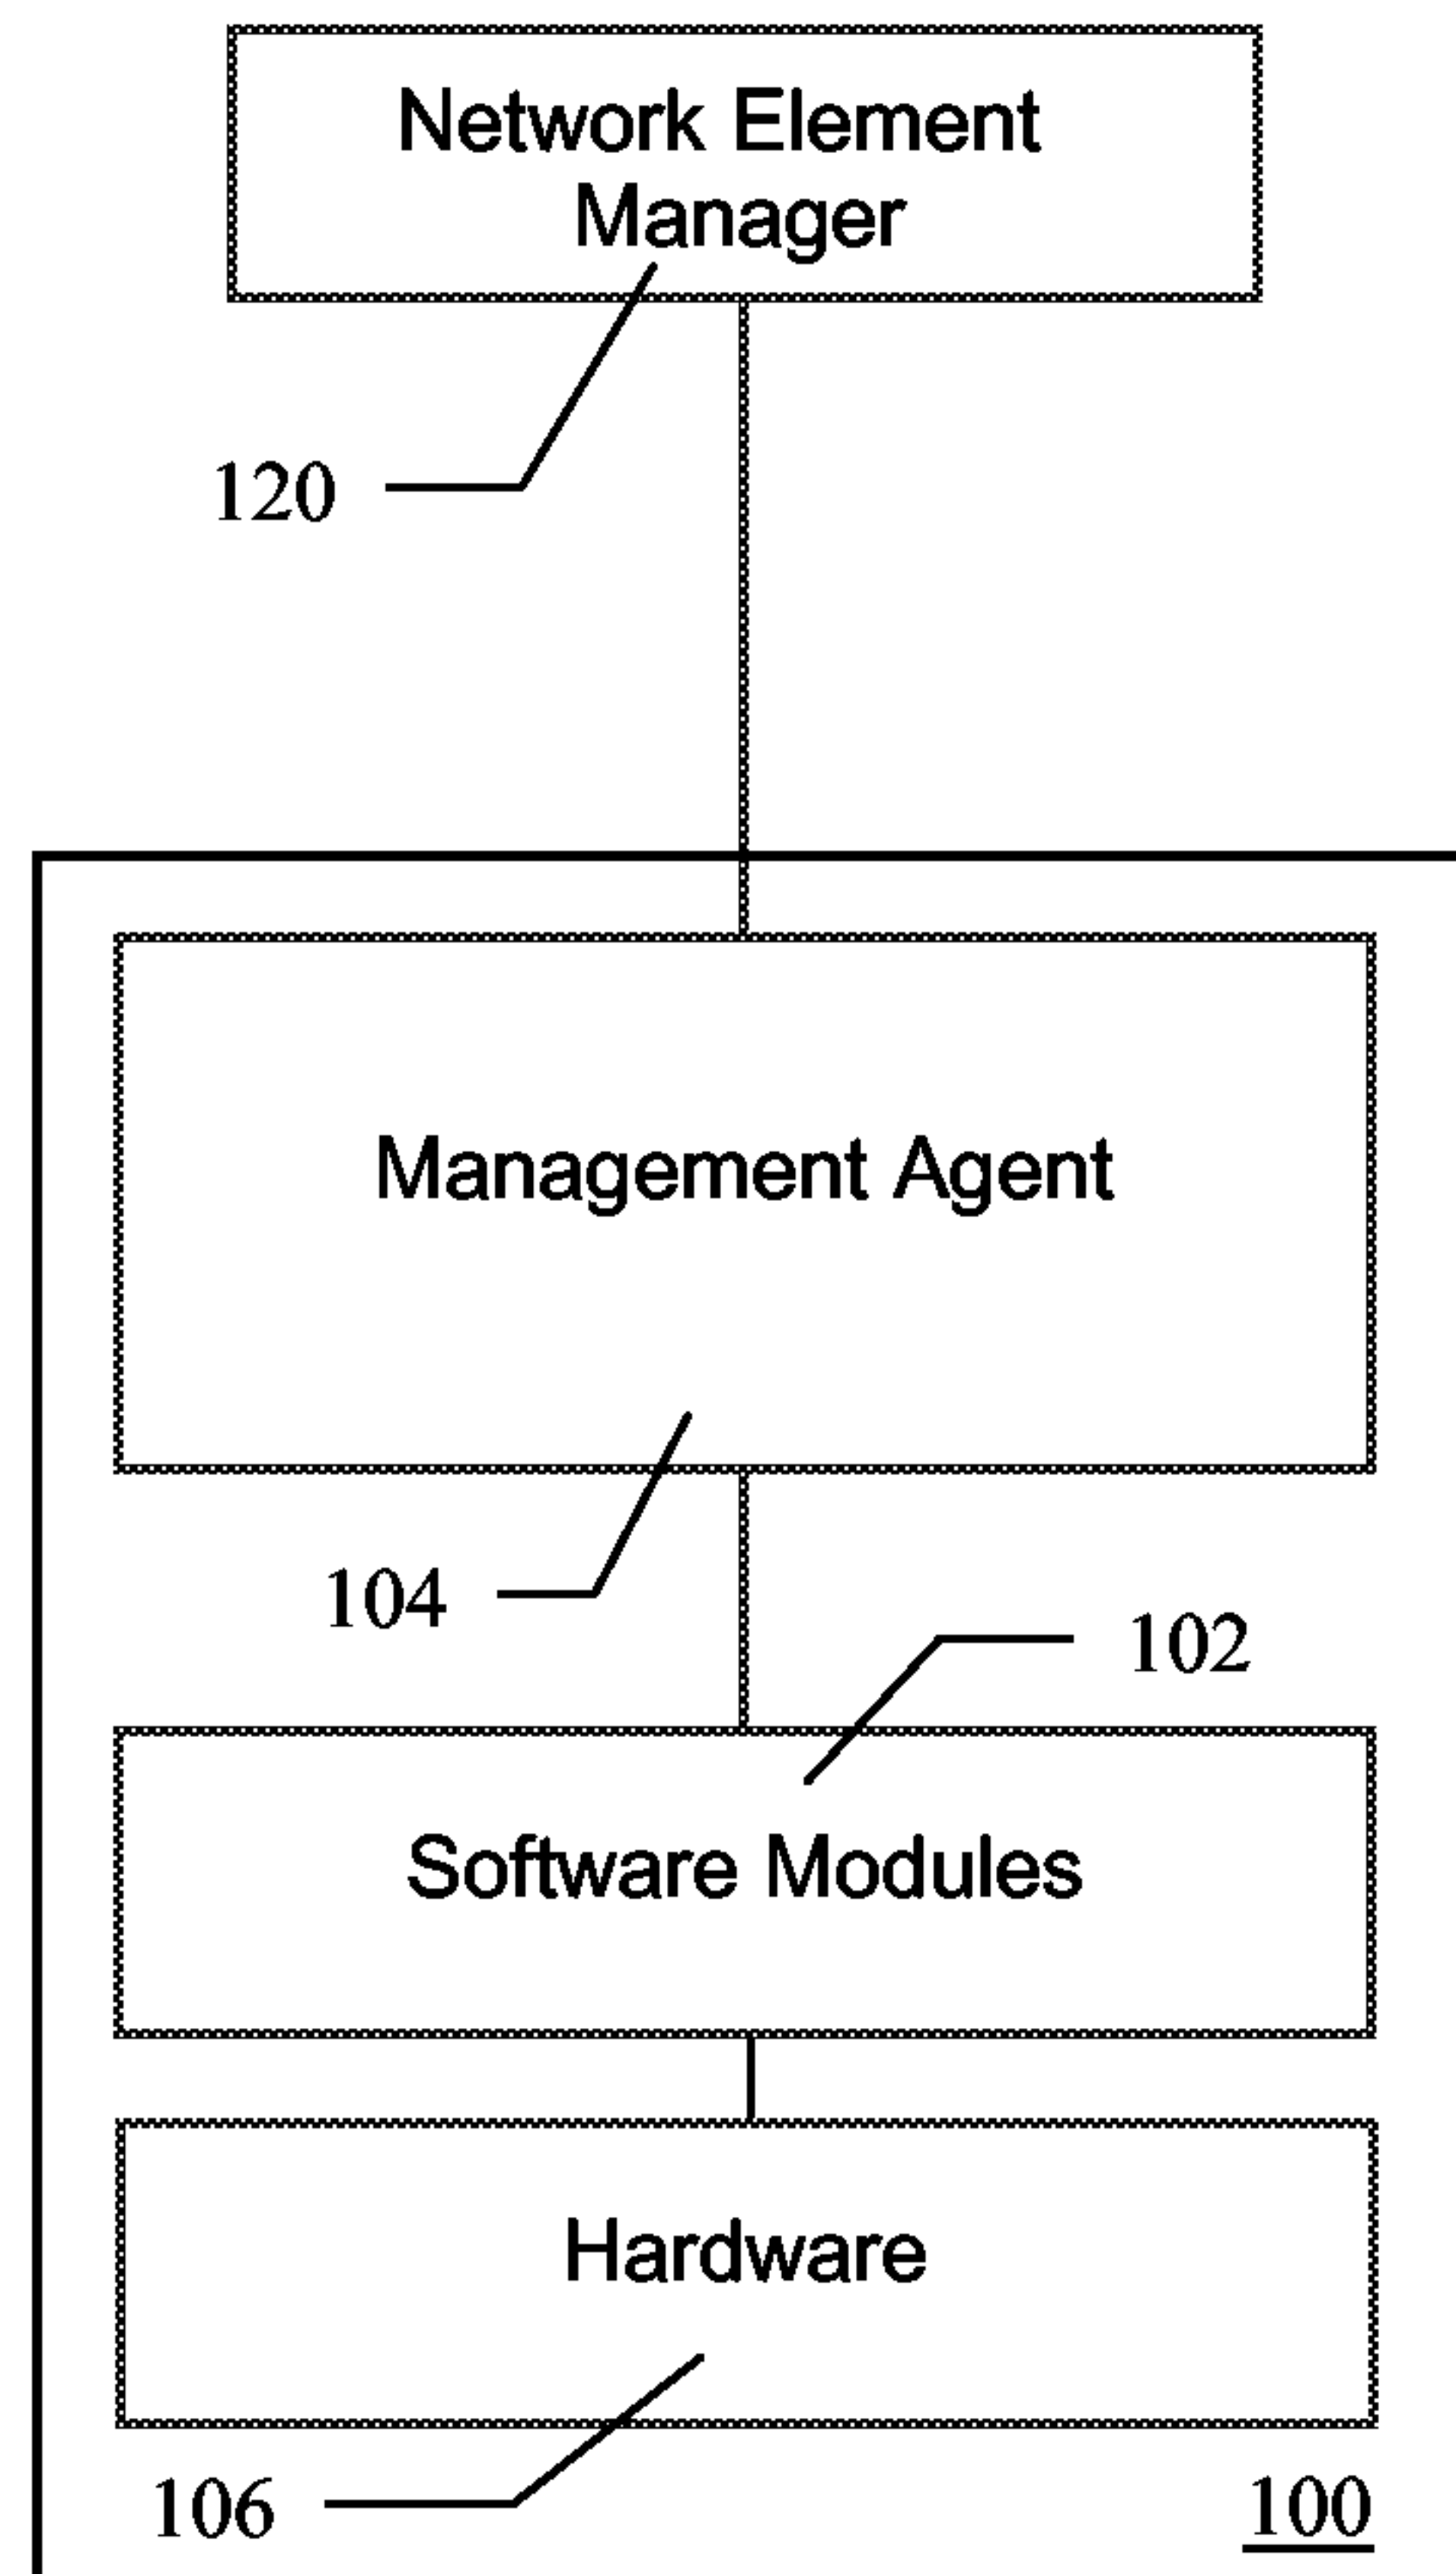 Network Element
Manager
120
Management Agent
104
102
Software Modules
Hardware
106
100